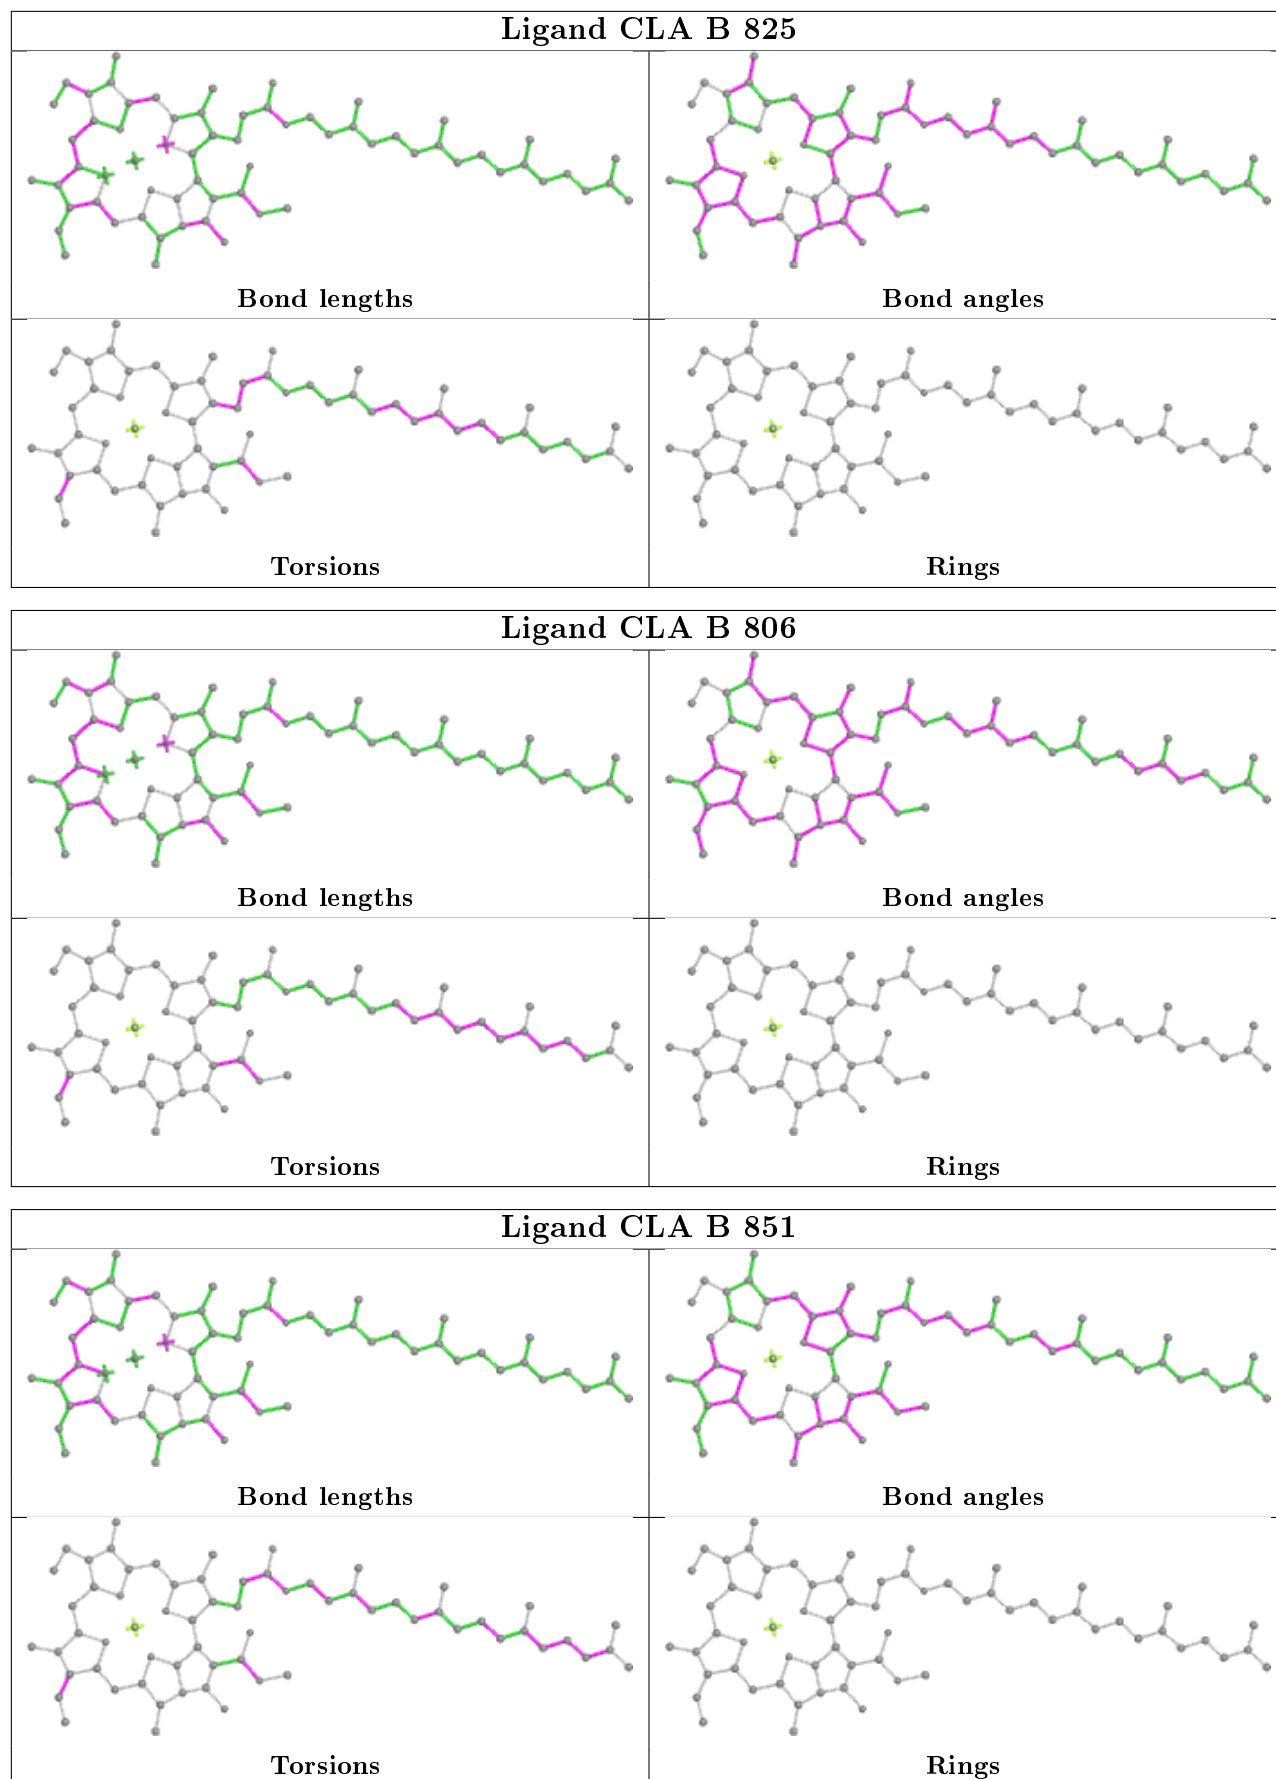 Ligand CLA B 825
Bond lengths
Bond angles
Torsions
Rings
Ligand CLA B 806
Bond lengths
Bond angles
Torsions
Rings
Ligand CLA B 851
Bond lengths
Bond angles
Torsions
Rings